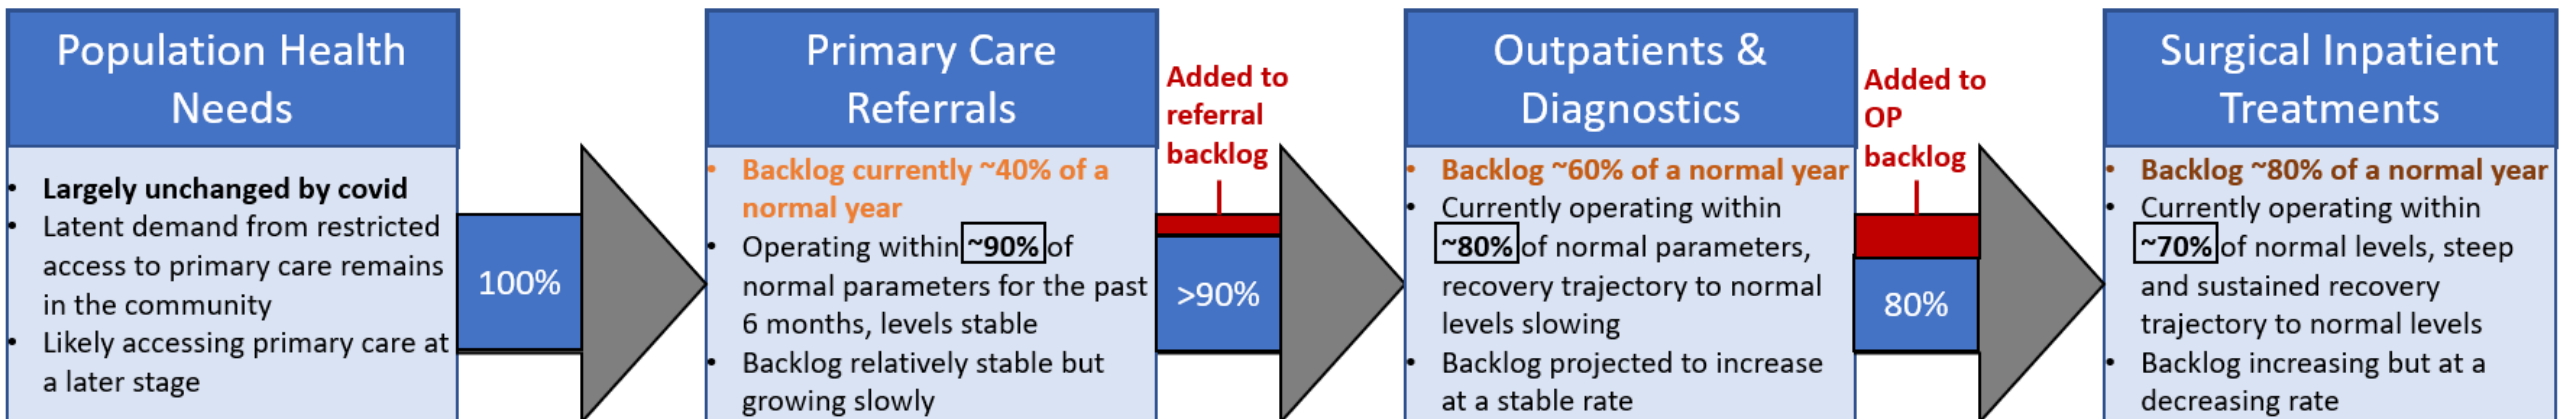 Population Health
Needs
• Largely unchanged by covid
• Latent demand from restricted
access to primary care remains
in the community
• Likely accessing primary care at
a later stage
100%
Primary Care
Referrals
• Backlog currently ~40% of a
normal year
• Operating within ~90% of
normal parameters for the past
6 months, levels stable
• Backlog relatively stable but
growing slowly
Added to
referral
backlog
>90%
Outpatients &
Diagnostics
• Backlog ~60% of a normal year
• Currently operating within
~80% of normal parameters,
recovery trajectory to normal
levels slowing
• Backlog projected to increase
at a stable rate
Added to
OP
backlog
80%
Surgical Inpatient
Treatments
• Backlog ~80% of a normal year
• Currently operating within
~70% of normal levels, steep
and sustained recovery
trajectory to normal levels
• Backlog increasing but at a
decreasing rate